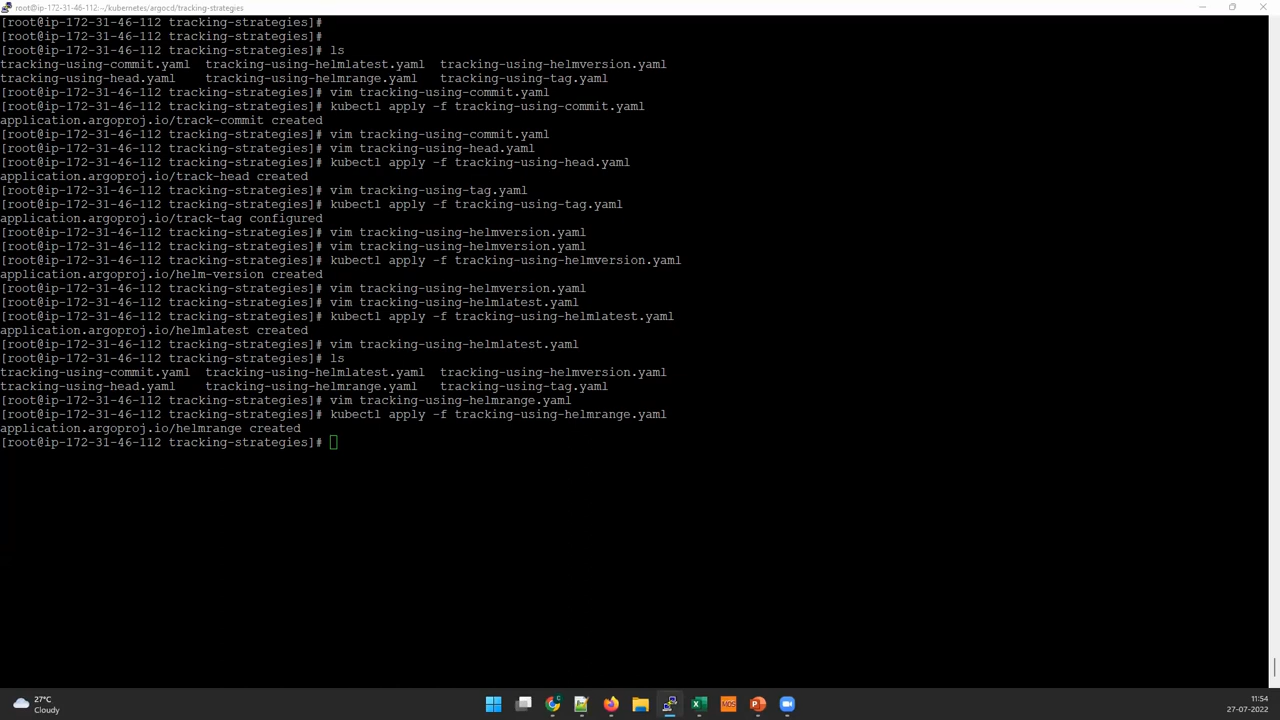 root@ip-172-31-46-112:~/kubernetes/argocd/tracking-strategies
[root@ip-172-31-46-112 tracking-strategies]#
[root@ip-172-31-46-112 tracking-strategies]#
[root@ip-172-31-46-112 tracking-strategies]# ls
tracking-using-commit.yaml  tracking-using-helmlatest.yaml  tracking-using-helmversion.yaml
tracking-using-head.yaml    tracking-using-helmrange.yaml   tracking-using-tag.yaml
[root@ip-172-31-46-112 tracking-strategies]# vim tracking-using-commit.yaml
[root@ip-172-31-46-112 tracking-strategies]# kubectl apply -f tracking-using-commit.yaml
application.argoproj.io/track-commit created
[root@ip-172-31-46-112 tracking-strategies]# vim tracking-using-commit.yaml
[root@ip-172-31-46-112 tracking-strategies]# vim tracking-using-head.yaml
[root@ip-172-31-46-112 tracking-strategies]# kubectl apply -f tracking-using-head.yaml
application.argoproj.io/track-head created
[root@ip-172-31-46-112 tracking-strategies]# vim tracking-using-tag.yaml
[root@ip-172-31-46-112 tracking-strategies]# kubectl apply -f tracking-using-tag.yaml
application.argoproj.io/track-tag configured
[root@ip-172-31-46-112 tracking-strategies]# vim tracking-using-helmversion.yaml
[root@ip-172-31-46-112 tracking-strategies]# vim tracking-using-helmversion.yaml
[root@ip-172-31-46-112 tracking-strategies]# kubectl apply -f tracking-using-helmversion.yaml
application.argoproj.io/helm-version created
[root@ip-172-31-46-112 tracking-strategies]# vim tracking-using-helmversion.yaml
[root@ip-172-31-46-112 tracking-strategies]# vim tracking-using-helmlatest.yaml
[root@ip-172-31-46-112 tracking-strategies]# kubectl apply -f tracking-using-helmlatest.yaml
application.argoproj.io/helmlatest created
[root@ip-172-31-46-112 tracking-strategies]# vim tracking-using-helmlatest.yaml
[root@ip-172-31-46-112 tracking-strategies]# ls
tracking-using-commit.yaml  tracking-using-helmlatest.yaml  tracking-using-helmversion.yaml
tracking-using-head.yaml    tracking-using-helmrange.yaml   tracking-using-tag.yaml
[root@ip-172-31-46-112 tracking-strategies]# vim tracking-using-helmrange.yaml
[root@ip-172-31-46-112 tracking-strategies]# kubectl apply -f tracking-using-helmrange.yaml
application.argoproj.io/helmrange created
[root@ip-172-31-46-112 tracking-strategies]#
27°C
Cloudy
NOS
11:54
27-07-2022